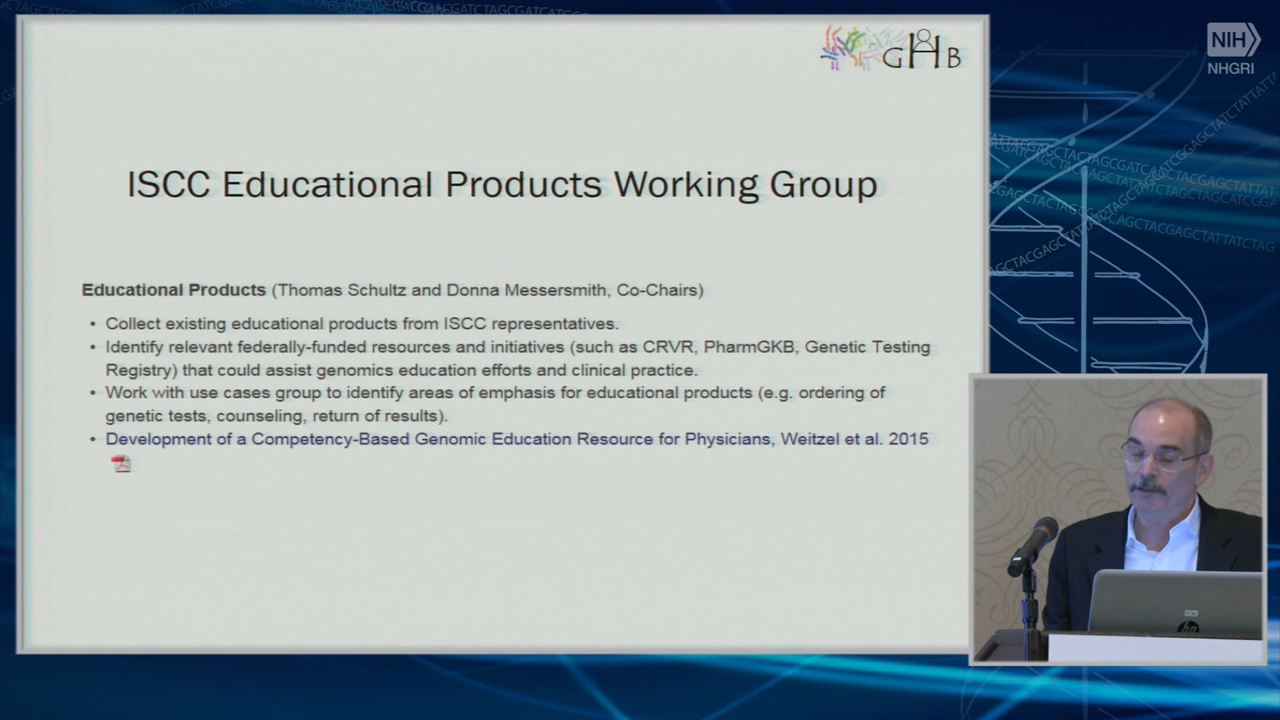 GHB
NIH
NHGRI
ISCC Educational Products Working Group
Educational Products (Thomas Schultz and Donna Messersmith, Co-Chairs)
• Collect existing educational products from ISCC representatives.
• Identify relevant federally-funded resources and initiatives (such as CRVR, PharmGKB, Genetic Testing
Registry) that could assist genomics education efforts and clinical practice.
• Work with use cases group to identify areas of emphasis for educational products (e.g. ordering of
genetic tests, counseling, return of results).
• Development of a Competency-Based Genomic Education Resource for Physicians, Weitzel et al. 2015
hp